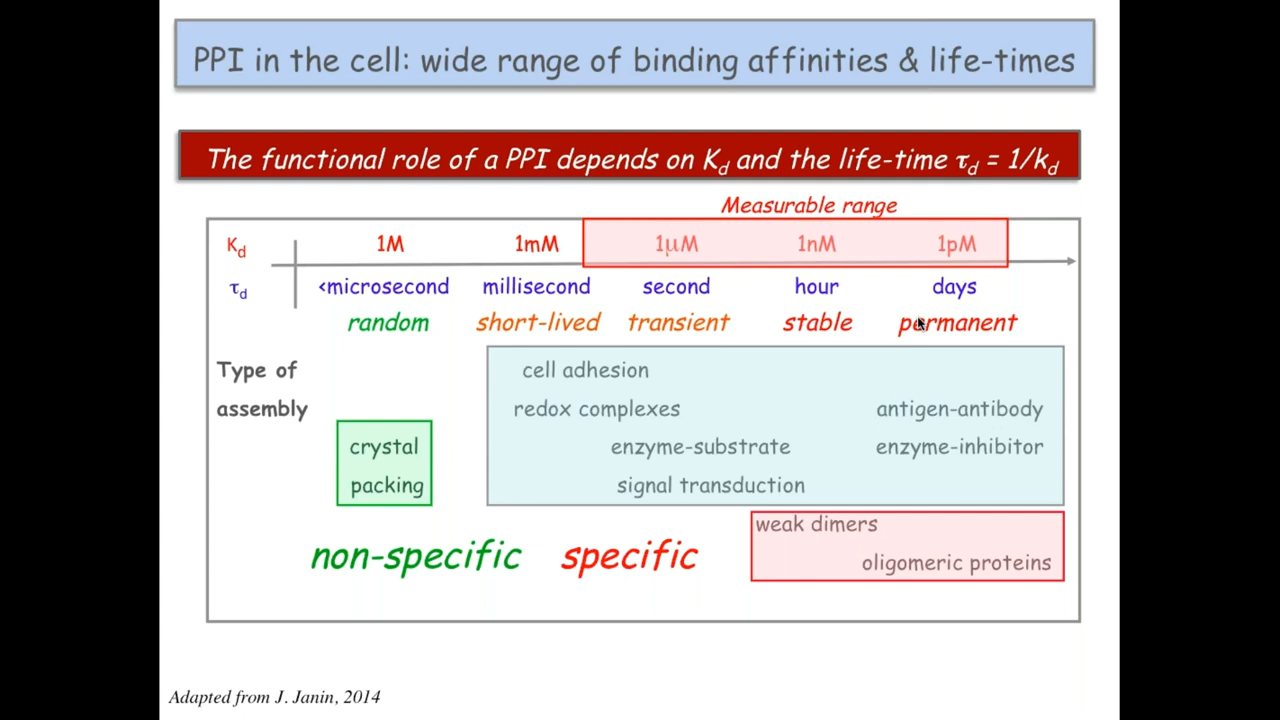 PPI in the cell: wide range of binding affinities & life-times
The functional role of a PPI depends on Kd and the life-time τd = 1/kd
Measurable range
Kd 1M 1mM 1μM 1nM 1pM
τd <microsecond millisecond second hour days
random short-lived transient stable permanent
Type of cell adhesion
assembly redox complexes antigen-antibody
crystal enzyme-substrate enzyme-inhibitor
packing signal transduction
weak dimers
non-specific specific
oligomeric proteins
Adapted from J. Janin, 2014